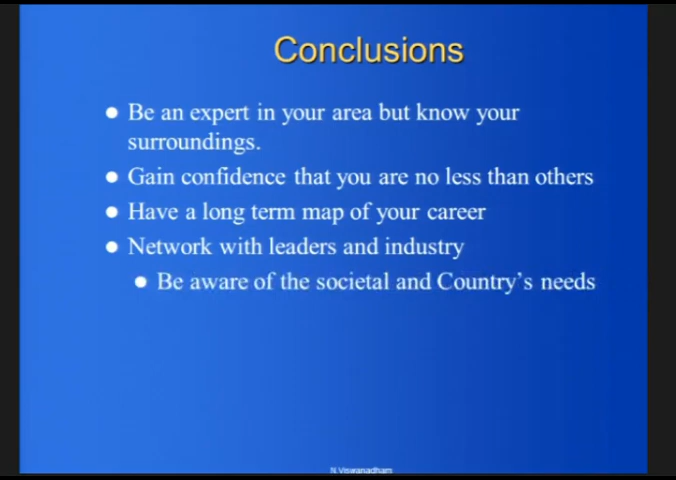 Conclusions
● Be an expert in your area but know your
surroundings.
● Gain confidence that you are no less than others
● Have a long term map of your career
● Network with leaders and industry
● Be aware of the societal and Country's needs
N.Viswanadham